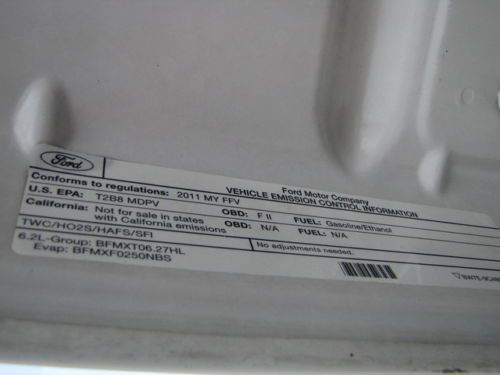 Ford
Ford Motor Company
VEHICLE EMISSION CONTROL INFORMATION
Conforms to regulations: 2011 MY FFV
U.S. EPA: T2B8 MDPV OBD: F II FUEL: Gasoline/Ethanol
California: Not for sale in states with California emissions OBD: N/A FUEL: N/A
TWC/HO2S/HAFS/SFI
No adjustments needed.
6.2L-Group: BFMXT06.27HL
Evap: BFMXF0250NBS